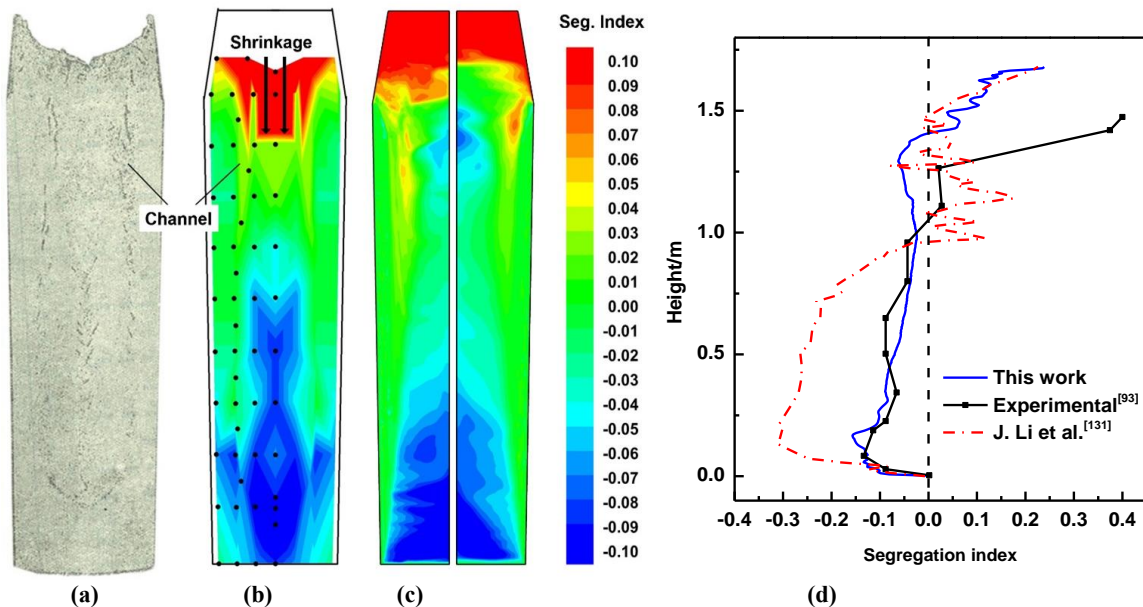 Seg. Index
Shrinkage
Channel
0.10
0.09
0.08
0.07
0.06
0.04
0.03
0.02
0.01
0.00
-0.01
-0.02
-0.03
-0.04
-0.06
-0.07
-0.08
-0.09
-0.10
(a)
(b)
(c)
Height/m
1.5
1.0
0.5
0.0
This work
Experimental[93]
J. Li et al.[131]
-0.4 -0.3 -0.2 -0.1 0.0 0.1 0.2 0.3 0.4
Segregation index
(d)